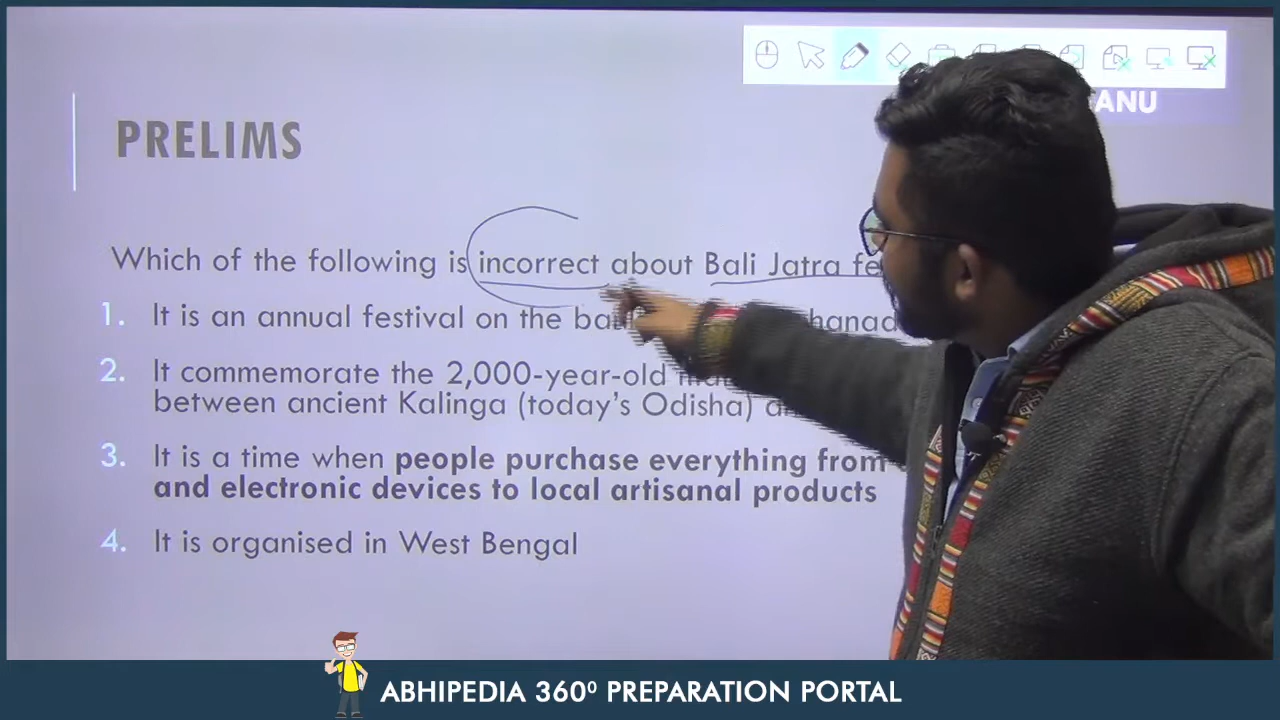 ANU
PRELIMS
Which of the following is incorrect about Bali Jatra
1. It is an annual festival on the
2. It commemorate the 2,000-year-old
between ancient Kalinga (today's Odisha)
3. It is a time when people purchase everything from
and electronic devices to local artisanal products
4. It is organised in West Bengal
ABHIPEDIA 360⁰ PREPARATION PORTAL